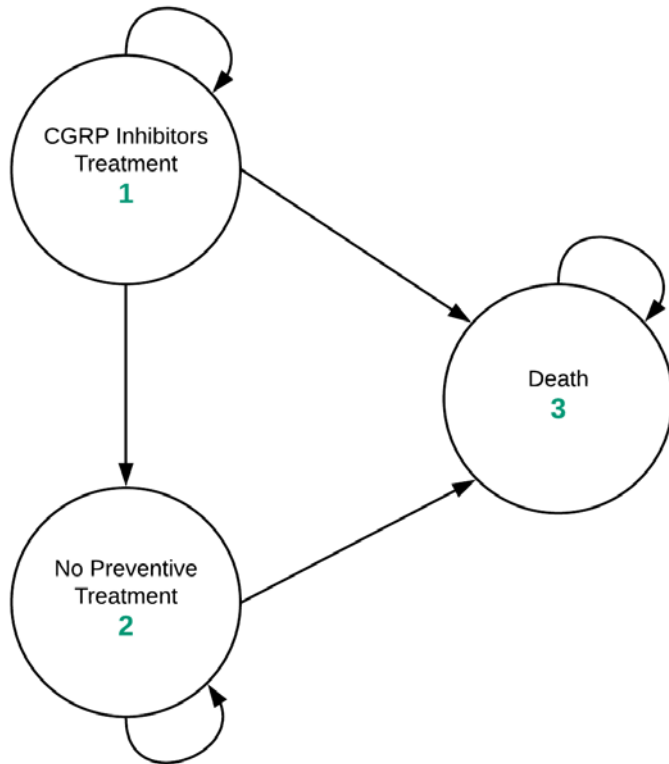 CGRP Inhibitors
Treatment
1
Death
3
No Preventive
Treatment
2